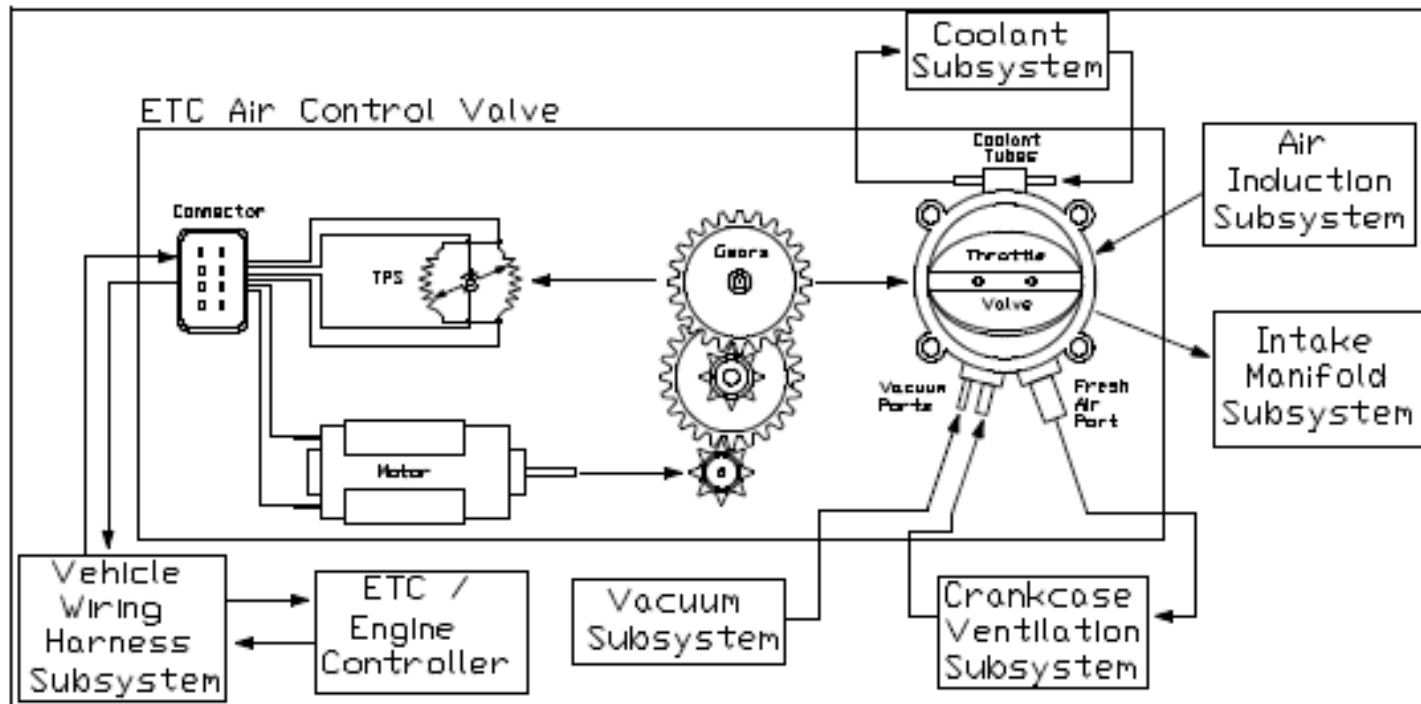 Coolant
Subsystem
ETC Air Control Valve
Coolant
Tubes
Air
Induction
Subsystem
Connector
TPS
Gears
Throttle
Valve
Intake
Manifold
Subsystem
Vacuum
Ports
Fresh
Air
Port
Motor
Vehicle
Wiring
Harness
Subsystem
ETC /
Engine
Controller
Vacuum
Subsystem
Crankcase
Ventilation
Subsystem